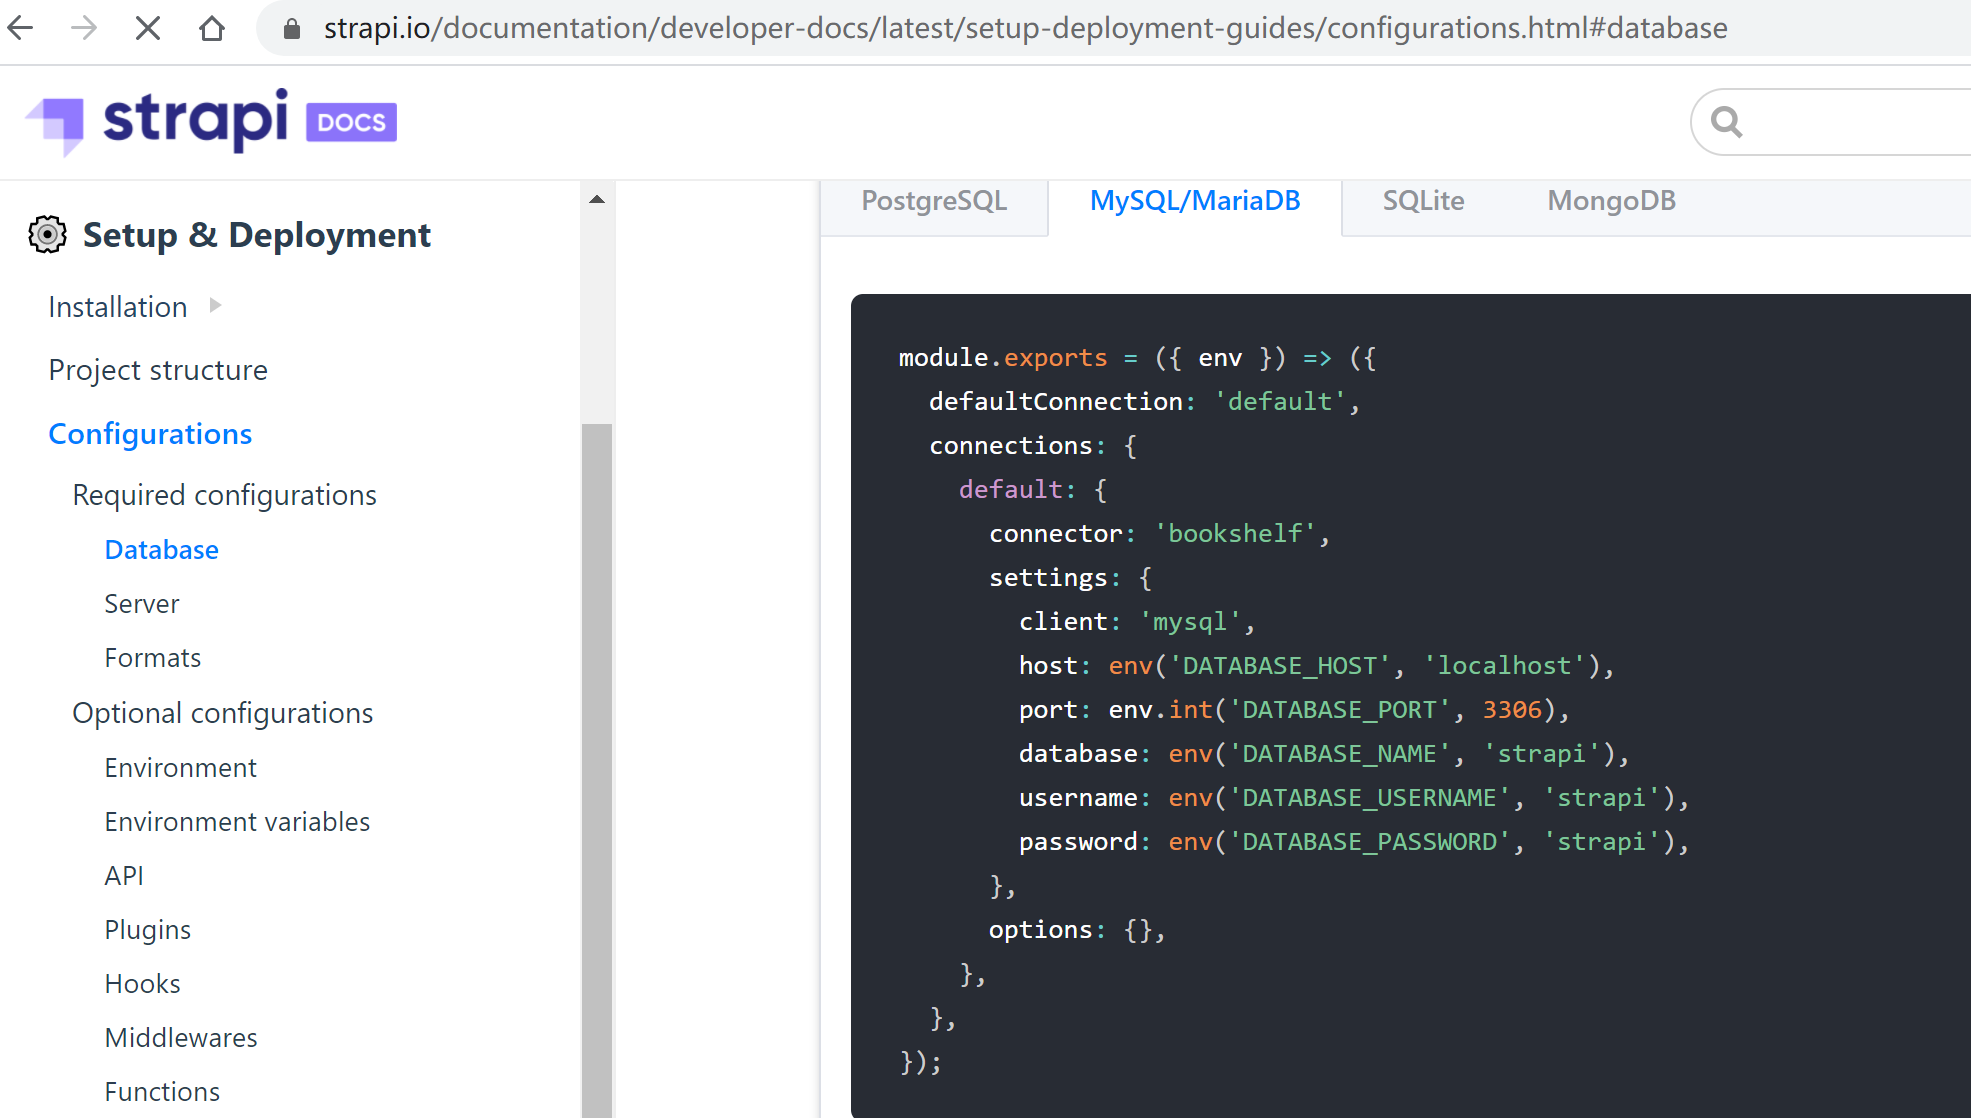 strapi.io/documentation/developer-docs/latest/setup-deployment-guides/configurations.html#database
strapi DOCS
Setup & Deployment
Installation
Project structure
Configurations
Required configurations
Database
Server
Formats
Optional configurations
Environment
Environment variables
API
Plugins
Hooks
Middlewares
Functions
PostgreSQL MySQL/MariaDB SQLite MongoDB
module.exports = ({ env }) => ({
  defaultConnection: 'default',
  connections: {
    default: {
      connector: 'bookshelf',
      settings: {
        client: 'mysql',
        host: env('DATABASE_HOST', 'localhost'),
        port: env.int('DATABASE_PORT', 3306),
        database: env('DATABASE_NAME', 'strapi'),
        username: env('DATABASE_USERNAME', 'strapi'),
        password: env('DATABASE_PASSWORD', 'strapi'),
      },
      options: {},
    },
  },
});